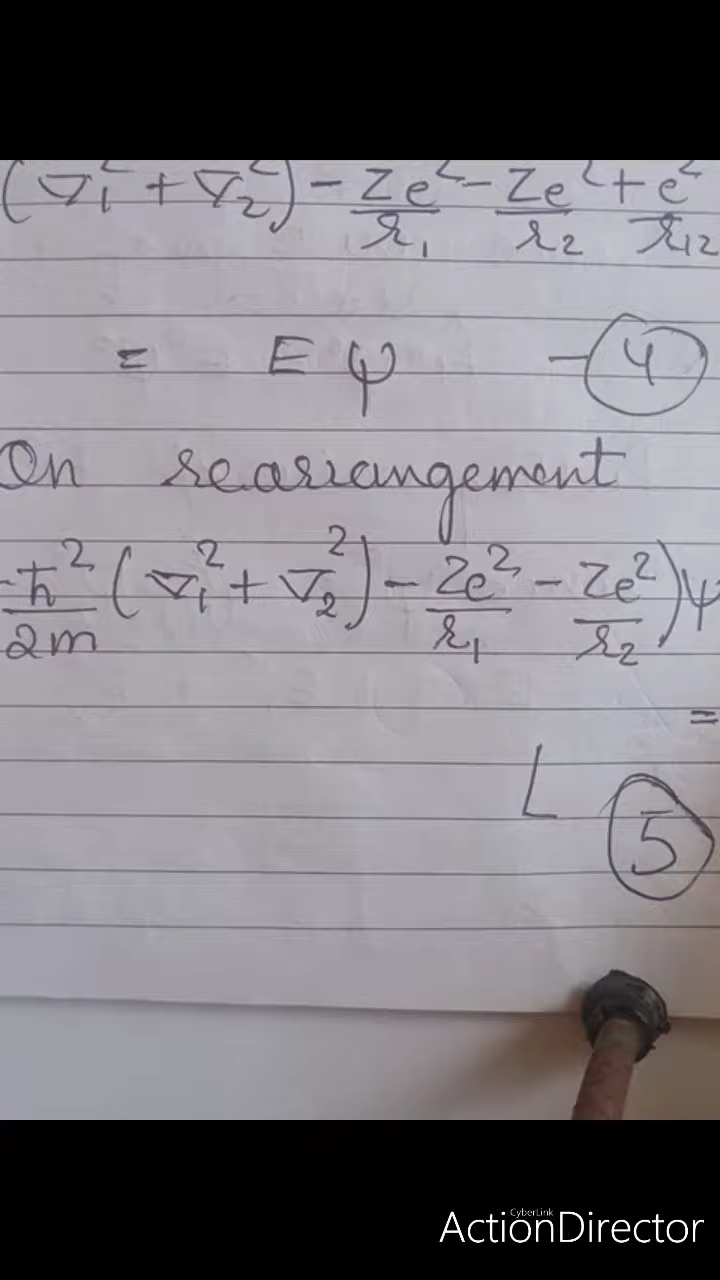 (∇₁² + ∇₂²) - Ze²/r₁ - Ze²/r₂ + e²/r₁₂
= Eψ -④
On rearrangement
-ħ²/2m (∇₁² + ∇₂²) - Ze²/r₁ - Ze²/r₂) ψ
=
⑤
CyberLink
ActionDirector